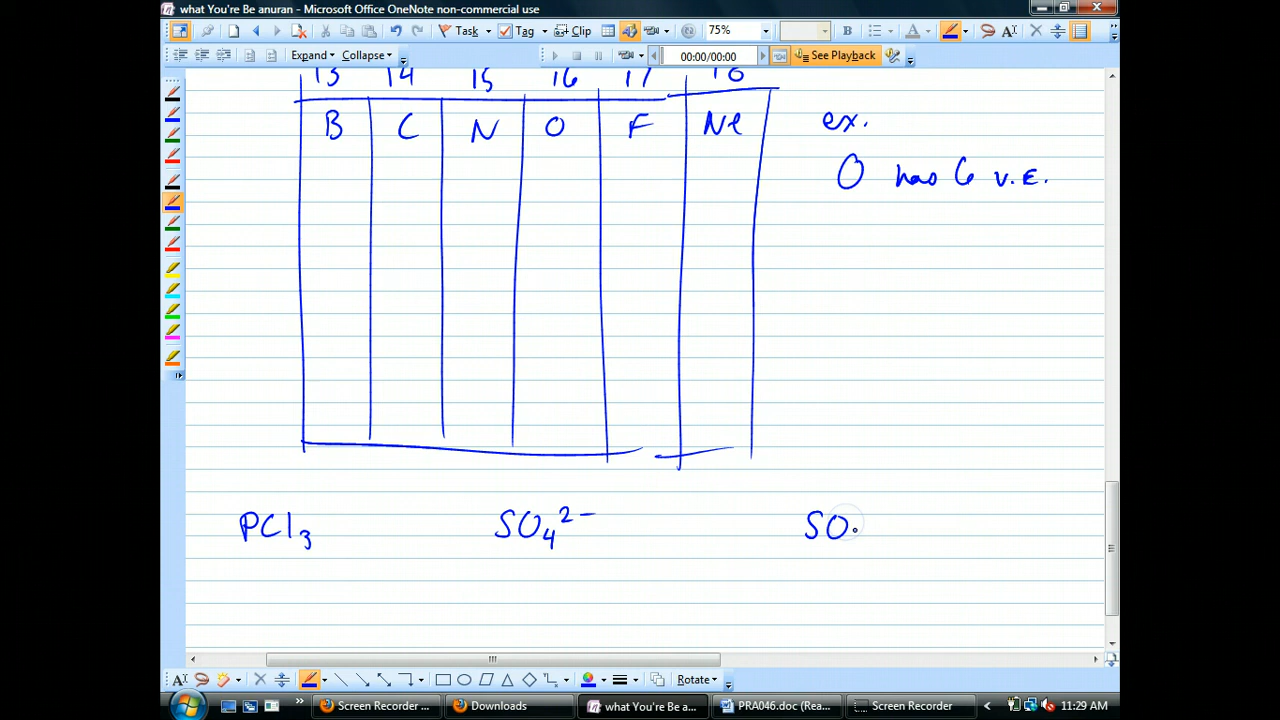 what You're Be anuran - Microsoft Office OneNote non-commercial use
Task Tag Clip 75% B
Expand Collapse 00:00/00:00 See Playback
13 14 15 16 17 18
B C N O F Ne ex.
O has 6 v.e.
PCl₃ SO₄²⁻ SO
Rotate
Screen Recorder ... Downloads what You're Be a... PRA046.doc (Rea... Screen Recorder 11:29 AM